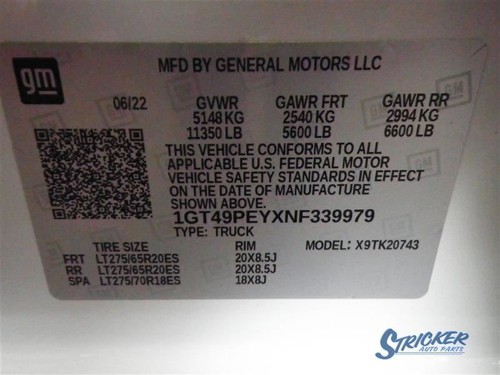 gm
MFD BY GENERAL MOTORS LLC
06/22 GVWR GAWR FRT GAWR RR
5148 KG 2540 KG 2994 KG
11350 LB 5600 LB 6600 LB
THIS VEHICLE CONFORMS TO ALL
APPLICABLE U.S. FEDERAL MOTOR
VEHICLE SAFETY STANDARDS IN EFFECT
ON THE DATE OF MANUFACTURE SHOWN ABOVE.
1GT49PEYXNF339979
TYPE: TRUCK
TIRE SIZE RIM MODEL: X9TK20743
FRT LT275/65R20ES 20X8.5J
RR LT275/65R20ES 20X8.5J
SPA LT275/70R18ES 18X8J
STRICKER
AUTO PARTS